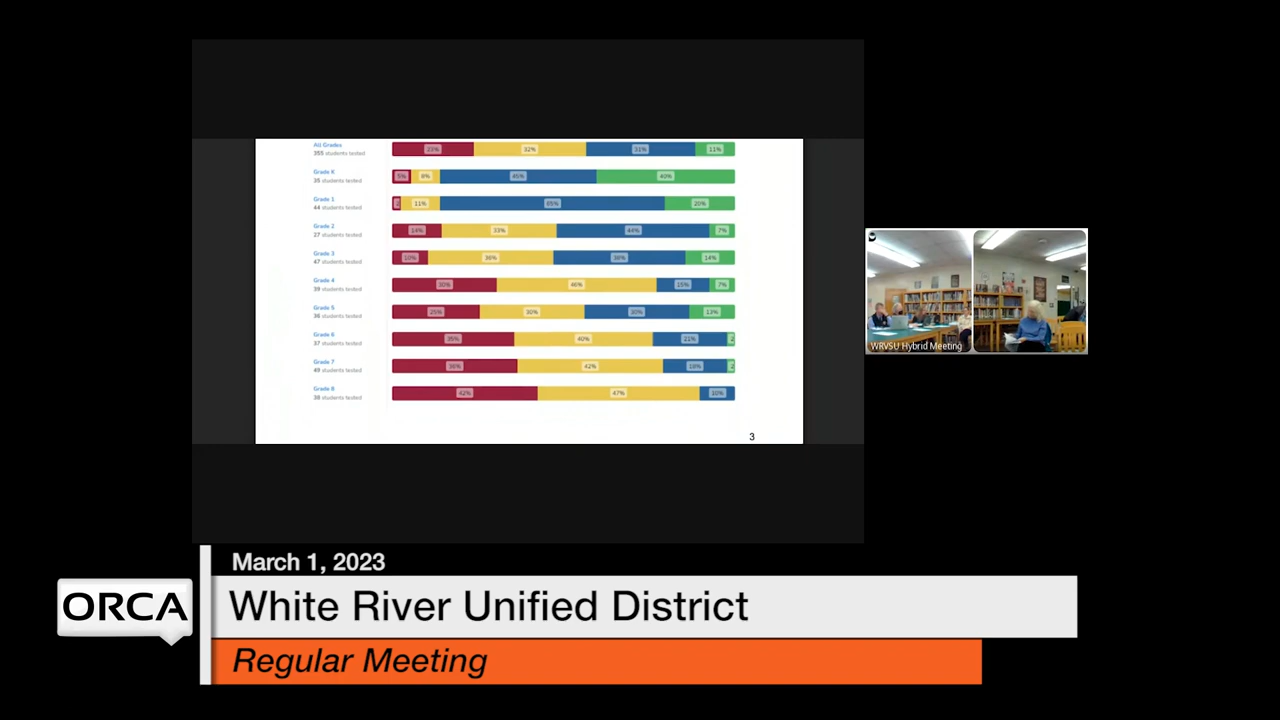 All Grades
355 students tested
23% 32% 31% 11%
Grade K
35 students tested
5% 8% 45% 40%
Grade 1
44 students tested
11% 65% 20%
Grade 2
27 students tested
14% 33% 44% 7%
Grade 3
47 students tested
10% 36% 38% 14%
Grade 4
39 students tested
30% 46% 15% 7%
Grade 5
36 students tested
25% 30% 30% 13%
Grade 6
37 students tested
35% 40% 21%
Grade 7
49 students tested
36% 42% 18%
Grade 8
38 students tested
42% 47% 10%
3
WRVSU Hybrid Meeting
March 1, 2023
ORCA
White River Unified District
Regular Meeting